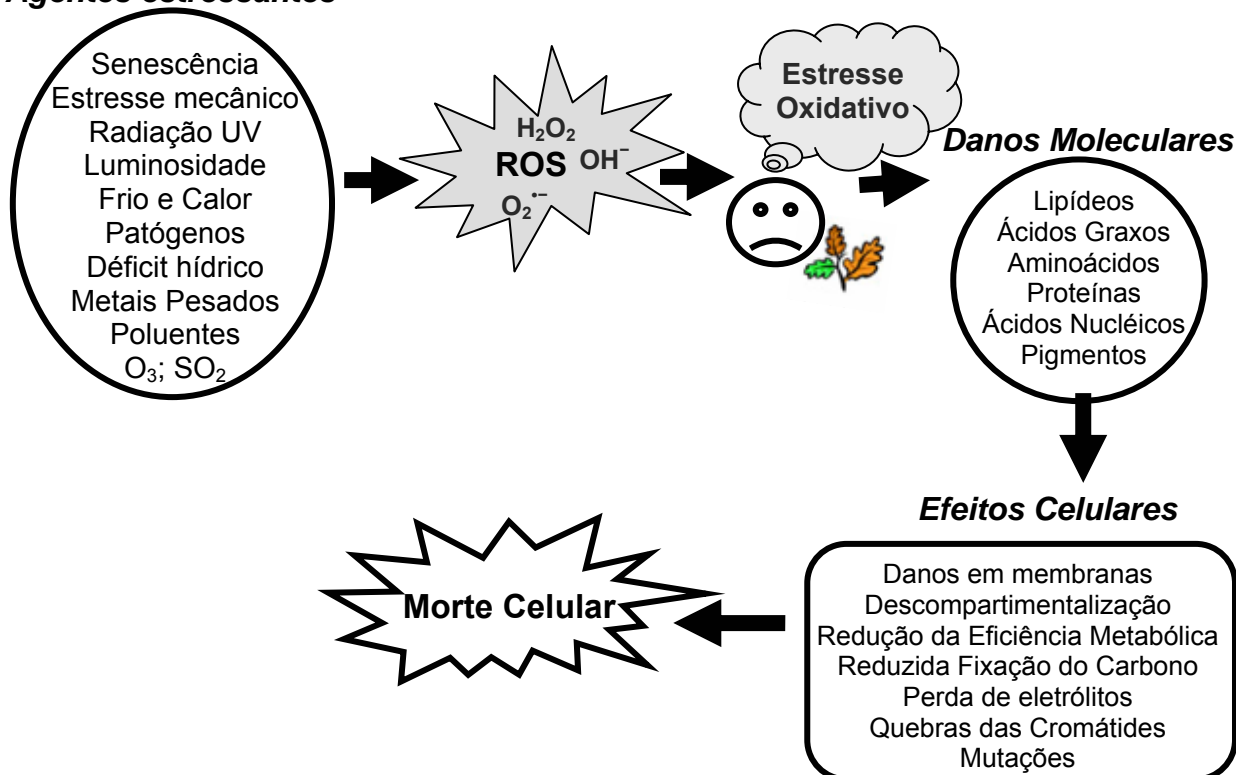 Agentes estressantes
Senescência
Estresse mecânico
Radiação UV
Luminosidade
Frio e Calor
Patógenos
Déficit hídrico
Metais Pesados
Poluentes
O₃; SO₂
H₂O₂
ROS OH⁻
O₂˙⁻
Estresse
Oxidativo
Danos Moleculares
Lipídeos
Ácidos Graxos
Aminoácidos
Proteínas
Ácidos Nucléicos
Pigmentos
Efeitos Celulares
Danos em membranas
Descompartimentalização
Redução da Eficiência Metabólica
Reduzida Fixação do Carbono
Perda de eletrólitos
Quebras das Cromátides
Mutações
Morte Celular